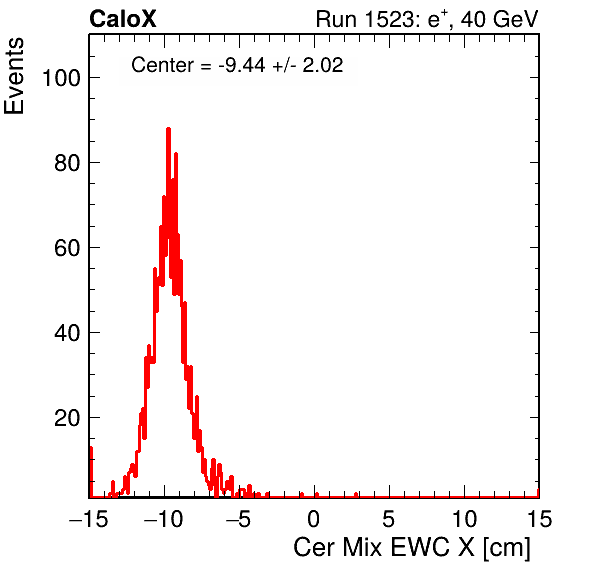 CaloX Run 1523: e⁺, 40 GeV
Center = -9.44 +/- 2.02
Events
100
80
60
40
20
−15 −10 −5 0 5 10 15
Cer Mix EWC X [cm]